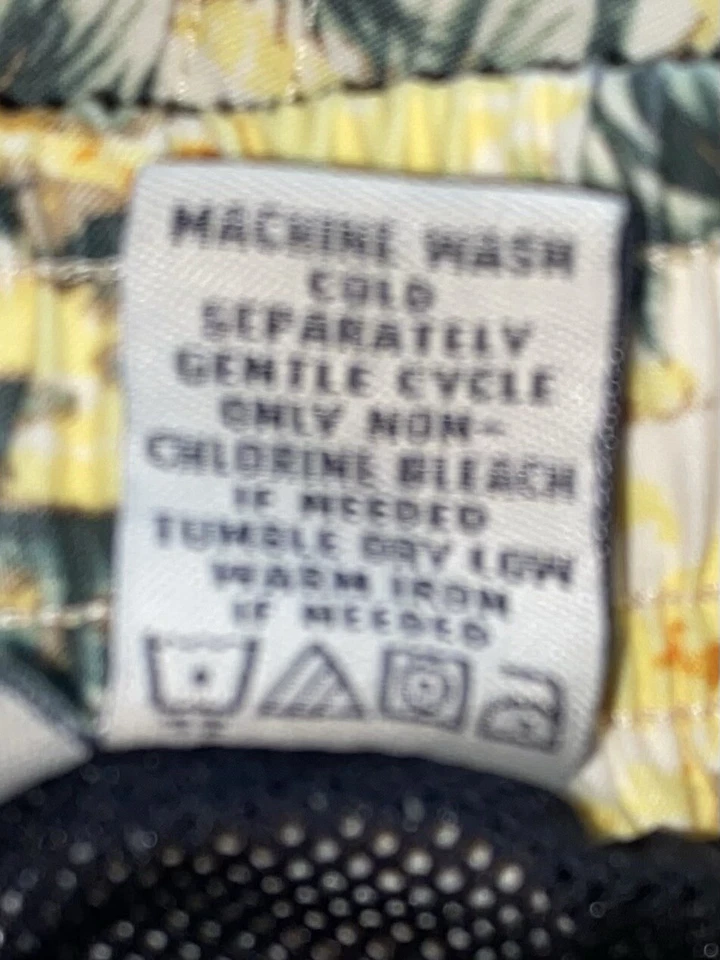 MACHINE WASH
COLD
SEPARATELY
GENTLE CYCLE
ONLY NON-
CHLORINE BLEACH
IF NEEDED
TUMBLE DRY LOW
WARM IRON
IF NEEDED